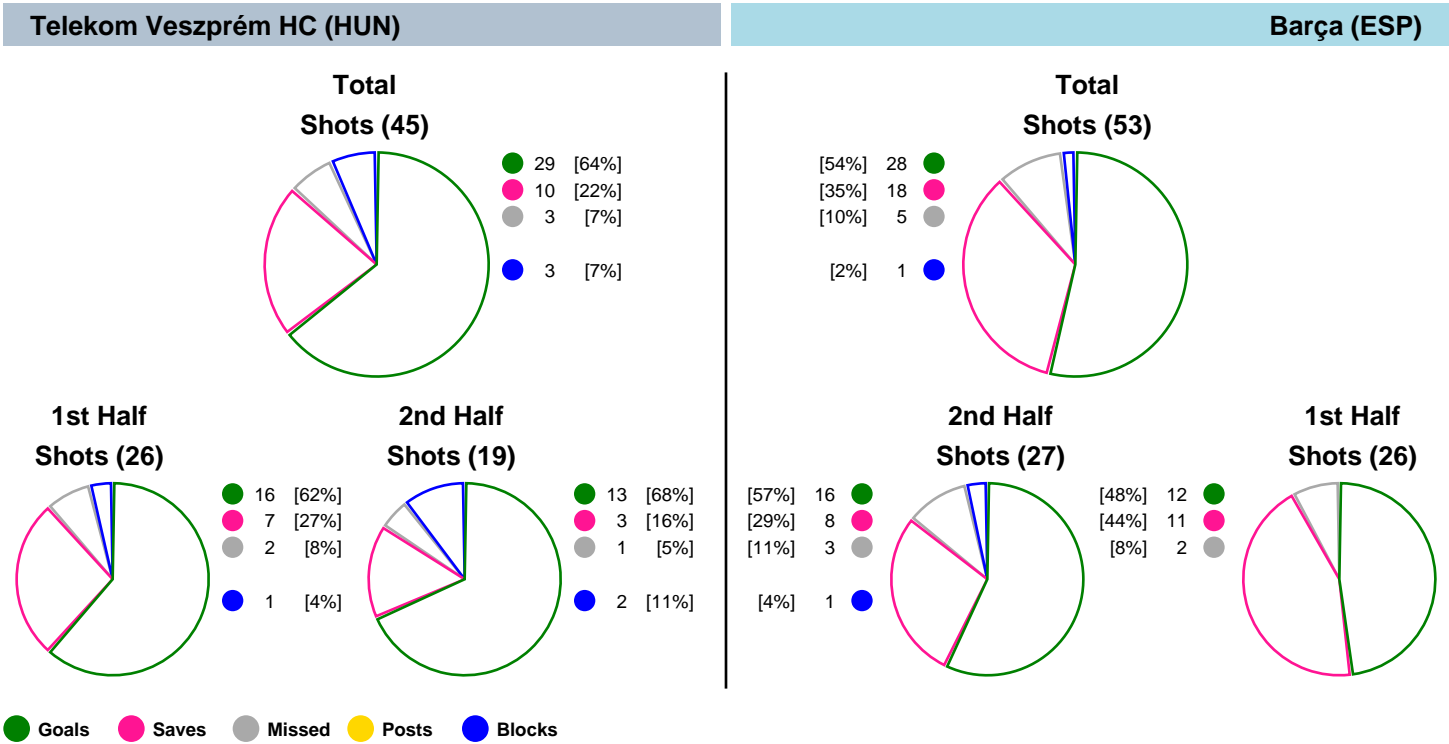 Telekom Veszprém HC (HUN)
Barça (ESP)
Total
Shots (45)
29 [64%]
10 [22%]
3 [7%]
3 [7%]
1st Half
Shots (26)
16 [62%]
7 [27%]
2 [8%]
1 [4%]
2nd Half
Shots (19)
13 [68%]
3 [16%]
1 [5%]
2 [11%]
Total
Shots (53)
[54%] 28
[35%] 18
[10%] 5
[2%] 1
2nd Half
Shots (27)
[57%] 16
[29%] 8
[11%] 3
[4%] 1
1st Half
Shots (26)
[48%] 12
[44%] 11
[8%] 2
Goals Saves Missed Posts Blocks